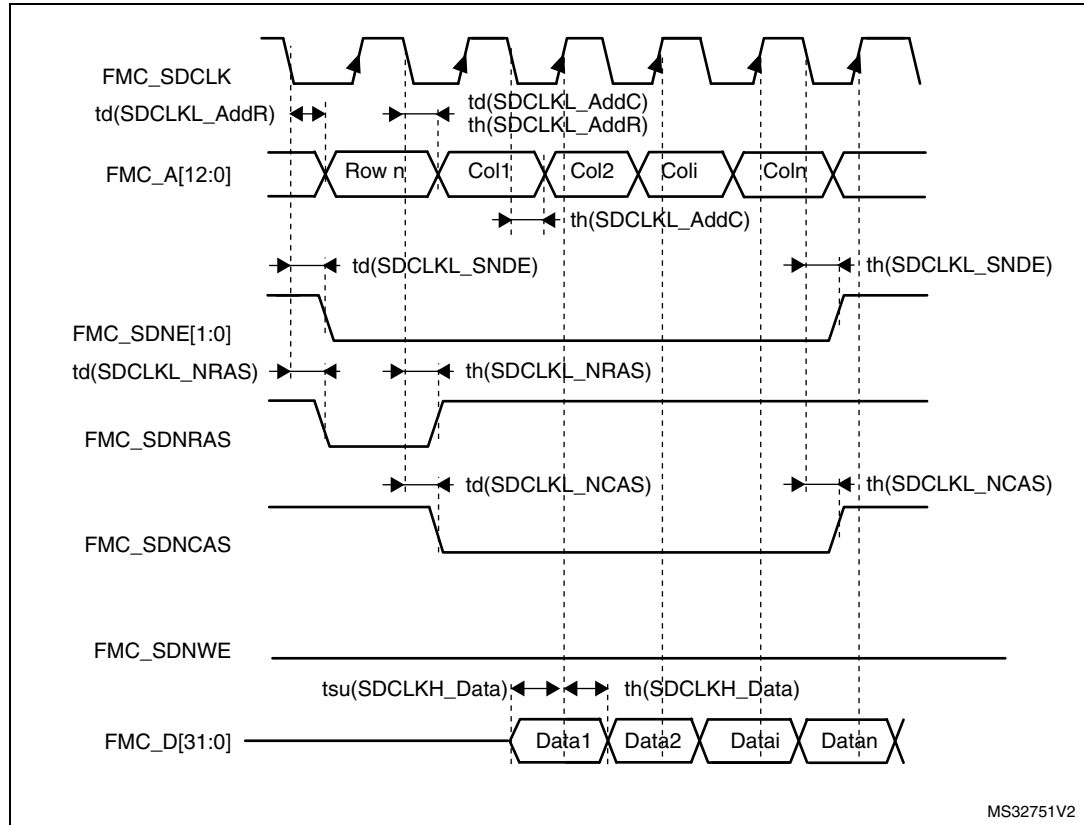 FMC_SDCLK
td(SDCLKL_AddR)
td(SDCLKL_AddC)
th(SDCLKL_AddR)
FMC_A[12:0]
Row n
Col1
Col2
Coli
Coln
th(SDCLKL_AddC)
td(SDCLKL_SNDE)
th(SDCLKL_SNDE)
FMC_SDNE[1:0]
td(SDCLKL_NRAS)
th(SDCLKL_NRAS)
FMC_SDNRAS
td(SDCLKL_NCAS)
th(SDCLKL_NCAS)
FMC_SDNCAS
FMC_SDNWE
tsu(SDCLKH_Data)
th(SDCLKH_Data)
FMC_D[31:0]
Data1
Data2
Datai
Datan
MS32751V2